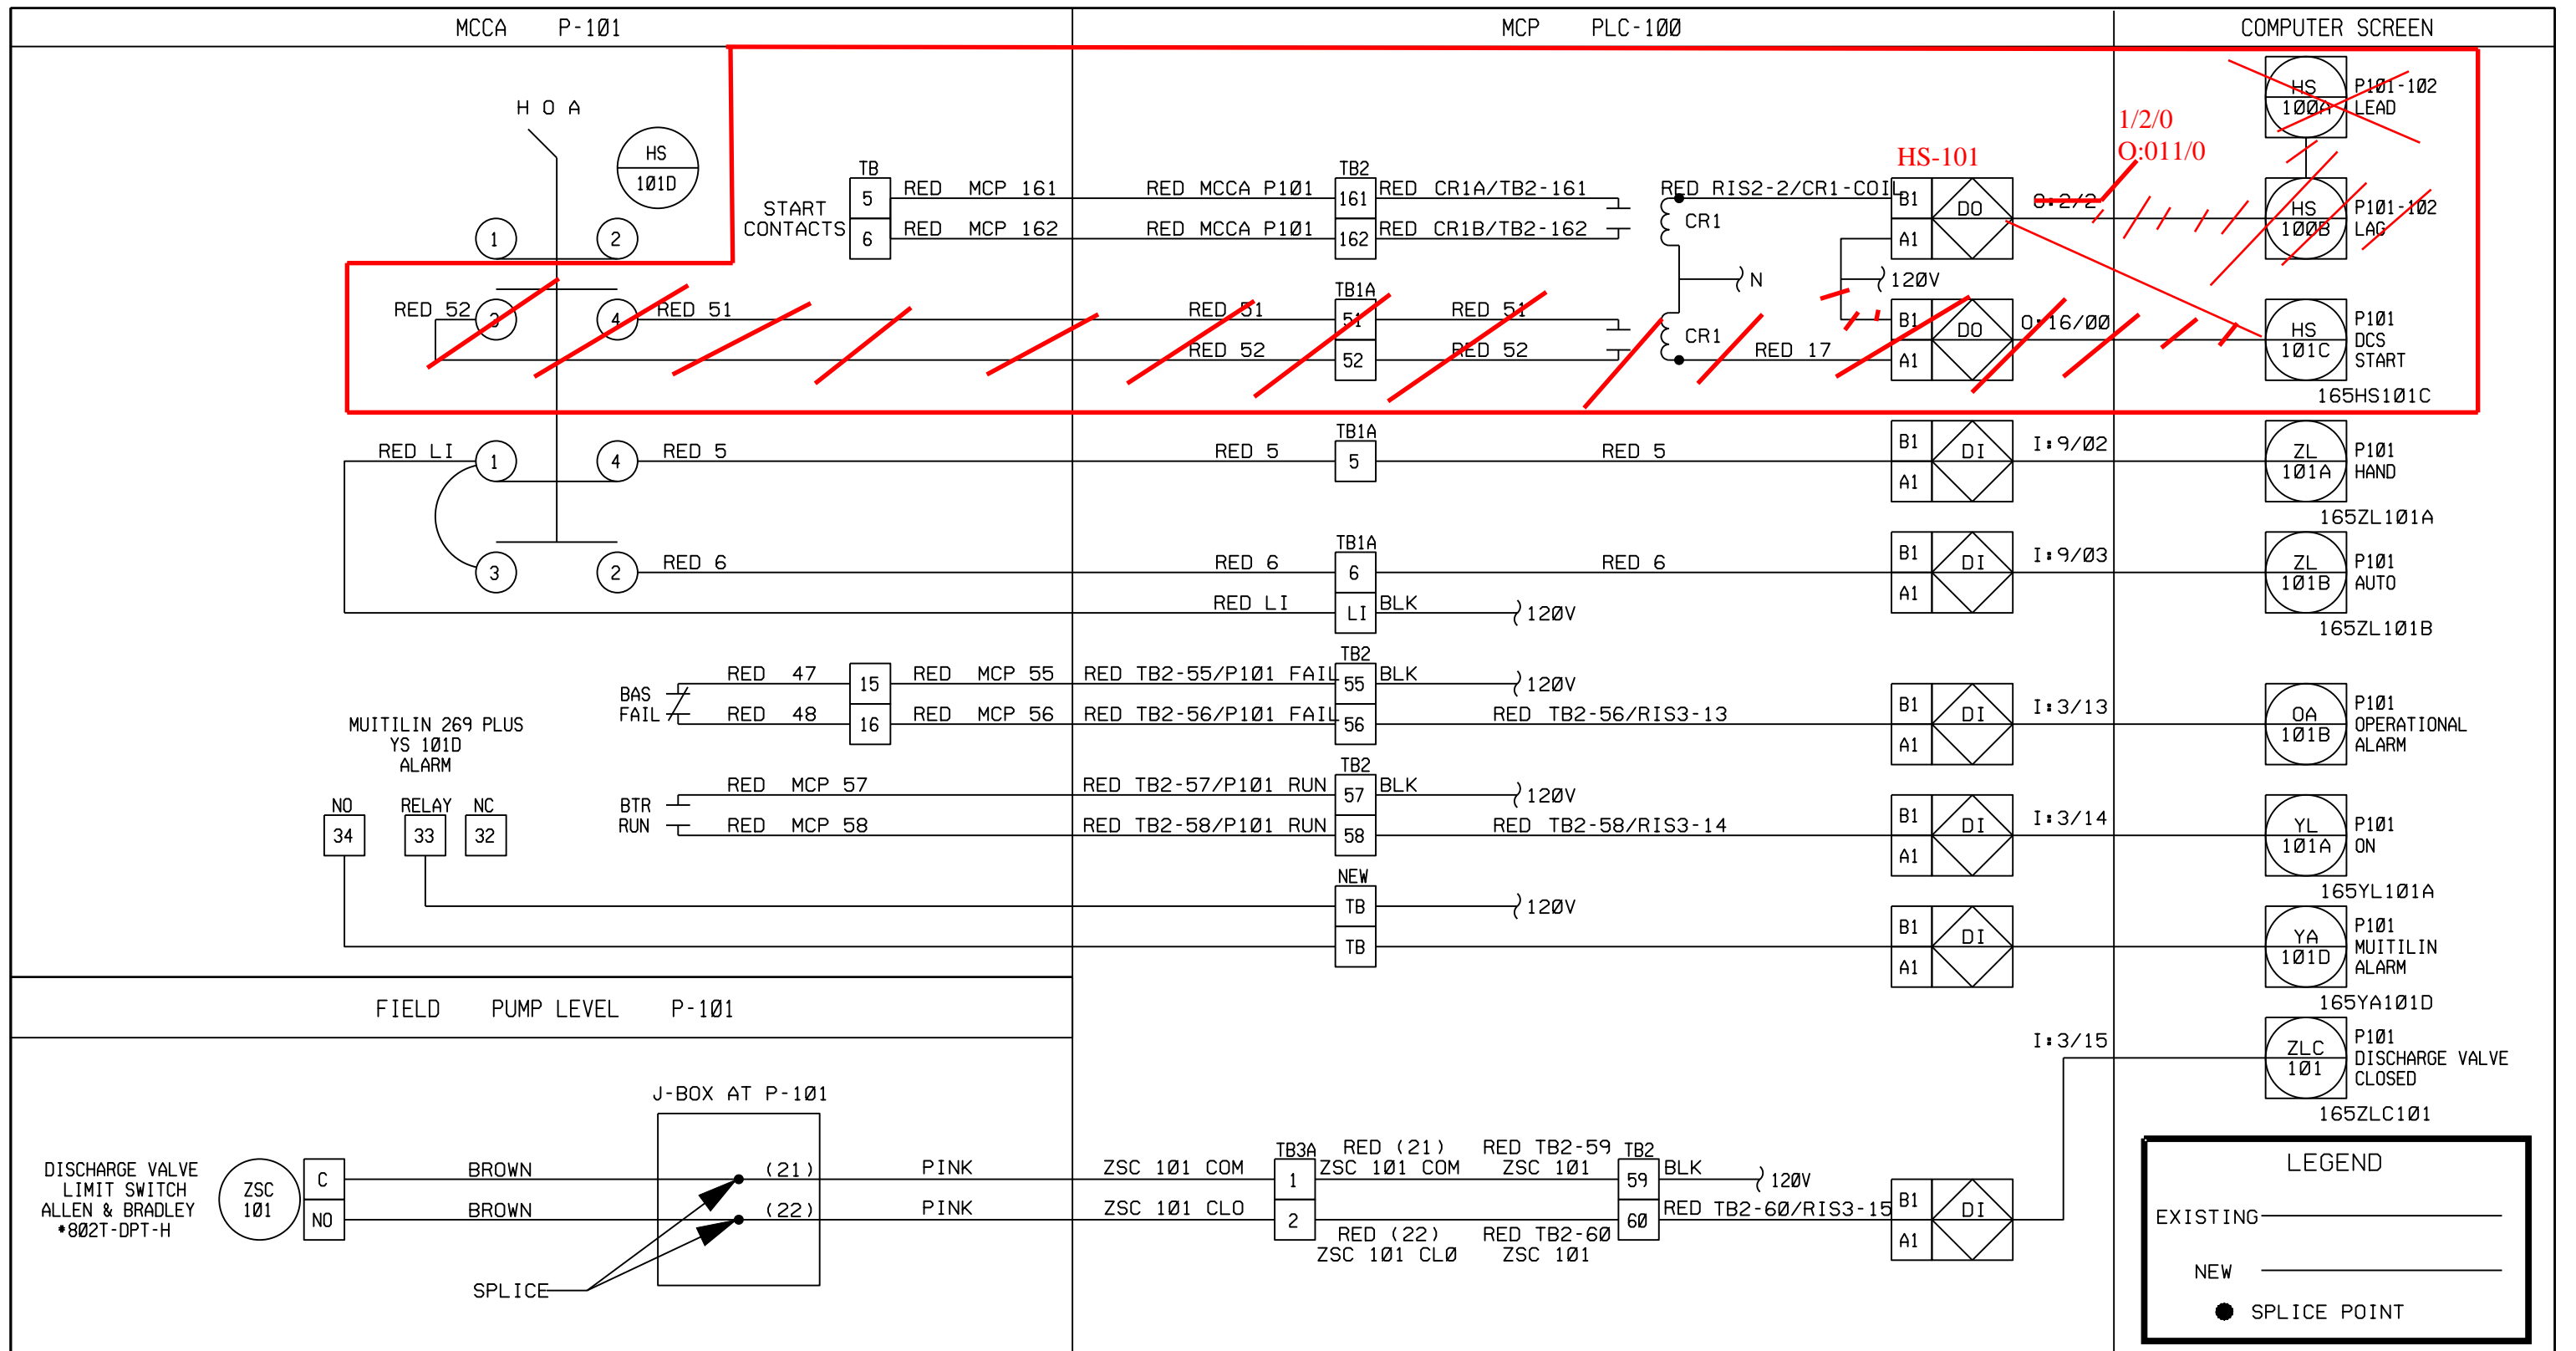 MCCA P-101
MCP PLC-100
COMPUTER SCREEN
H O A
HS
101D
1
2
START
CONTACTS
TB
5
6
RED MCP 161
RED MCP 162
RED MCCA P101
RED MCCA P101
TB2
161
162
RED CR1A/TB2-161
RED CR1B/TB2-162
CR1
RED RIS2-2/CR1-COIL
HS-101
B1
A1
DO
O:2/2
1/2/0
O:011/0
HS
100A
P101-102
LEAD
HS
100B
P101-102
LAG
N
120V
RED 52
3
4
RED 51
RED 51
RED 52
TB1A
51
52
RED 51
RED 52
CR1
RED 17
B1
A1
DO
O:16/00
HS
101C
P101
DCS
START
165HS101C
RED LI
1
4
RED 5
RED 5
TB1A
5
RED 5
B1
A1
DI
I:9/02
ZL
101A
P101
HAND
165ZL101A
3
2
RED 6
RED 6
TB1A
6
RED 6
B1
A1
DI
I:9/03
ZL
101B
P101
AUTO
165ZL101B
RED LI
LI
BLK
120V
BAS
FAIL
RED 47
RED 48
15
16
RED MCP 55
RED MCP 56
RED TB2-55/P101 FAIL
RED TB2-56/P101 FAIL
TB2
55
56
BLK
120V
RED TB2-56/RIS3-13
B1
A1
DI
I:3/13
OA
101B
P101
OPERATIONAL
ALARM
MUITILIN 269 PLUS
YS 101D
ALARM
NO
34
RELAY
33
NC
32
BTR
RUN
RED MCP 57
RED MCP 58
RED TB2-57/P101 RUN
RED TB2-58/P101 RUN
TB2
57
58
BLK
120V
RED TB2-58/RIS3-14
B1
A1
DI
I:3/14
YL
101A
P101
ON
165YL101A
NEW
TB
TB
120V
B1
A1
DI
YA
101D
P101
MUITILIN
ALARM
165YA101D
FIELD PUMP LEVEL P-101
I:3/15
ZLC
101
P101
DISCHARGE VALVE
CLOSED
165ZLC101
J-BOX AT P-101
DISCHARGE VALVE
LIMIT SWITCH
ALLEN & BRADLEY
*802T-DPT-H
ZSC
101
C
NO
BROWN
BROWN
(21)
(22)
SPLICE
PINK
PINK
ZSC 101 COM
ZSC 101 CLO
TB3A
1
2
RED (21)
ZSC 101 COM
RED (22)
ZSC 101 CLO
RED TB2-59
ZSC 101
RED TB2-60
ZSC 101
TB2
59
60
BLK
120V
RED TB2-60/RIS3-15
B1
A1
DI
LEGEND
EXISTING
NEW
SPLICE POINT